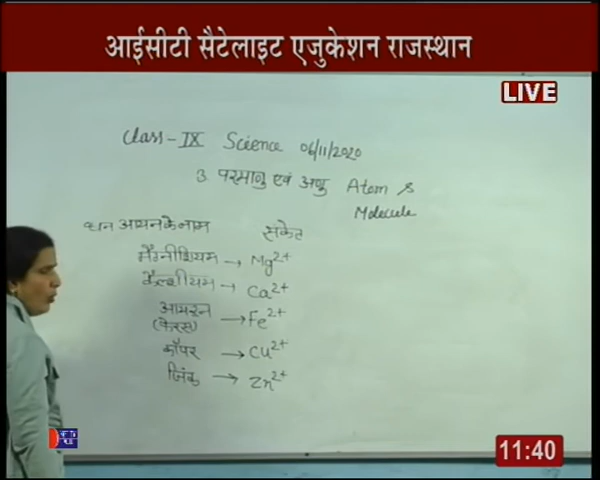 आईसीटी सैटेलाइट एजुकेशन राजस्थान
LIVE
Class-IX Science 06/11/2020
3 परमाणु एवं अणु Atom &
Molecule
धन आयन के नाम संकेत
मैग्नीशियम → Mg2+
कैल्शीयम → Ca2+
आयरन
(फेरस) → Fe2+
कॉपर → Cu2+
जिंक → Zn2+
11:40